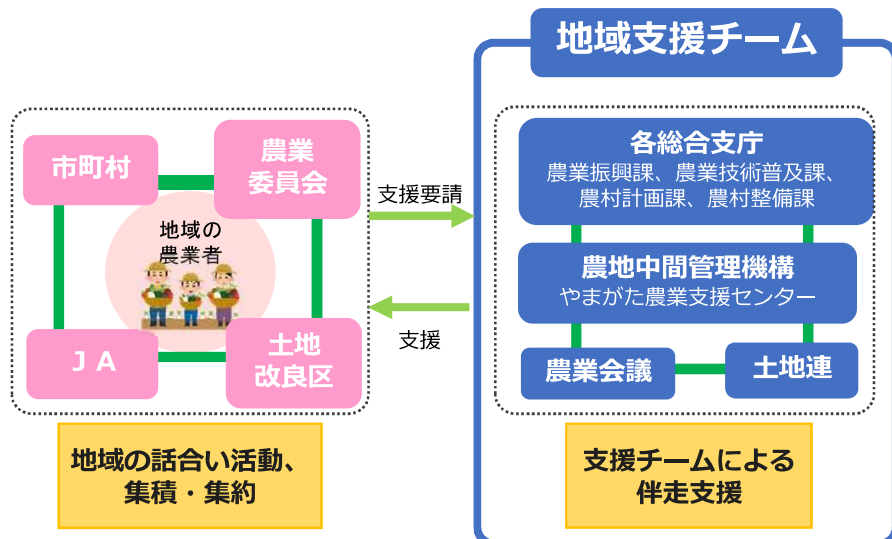 地域支援チーム
市町村
農業
委員会
地域の
農業者
ＪＡ
土地
改良区
支援要請
支援
各総合支庁
農業振興課、農業技術普及課、
農村計画課、農村整備課
農地中間管理機構
やまがた農業支援センター
農業会議
土地連
地域の話合い活動、
集積・集約
支援チームによる
伴走支援